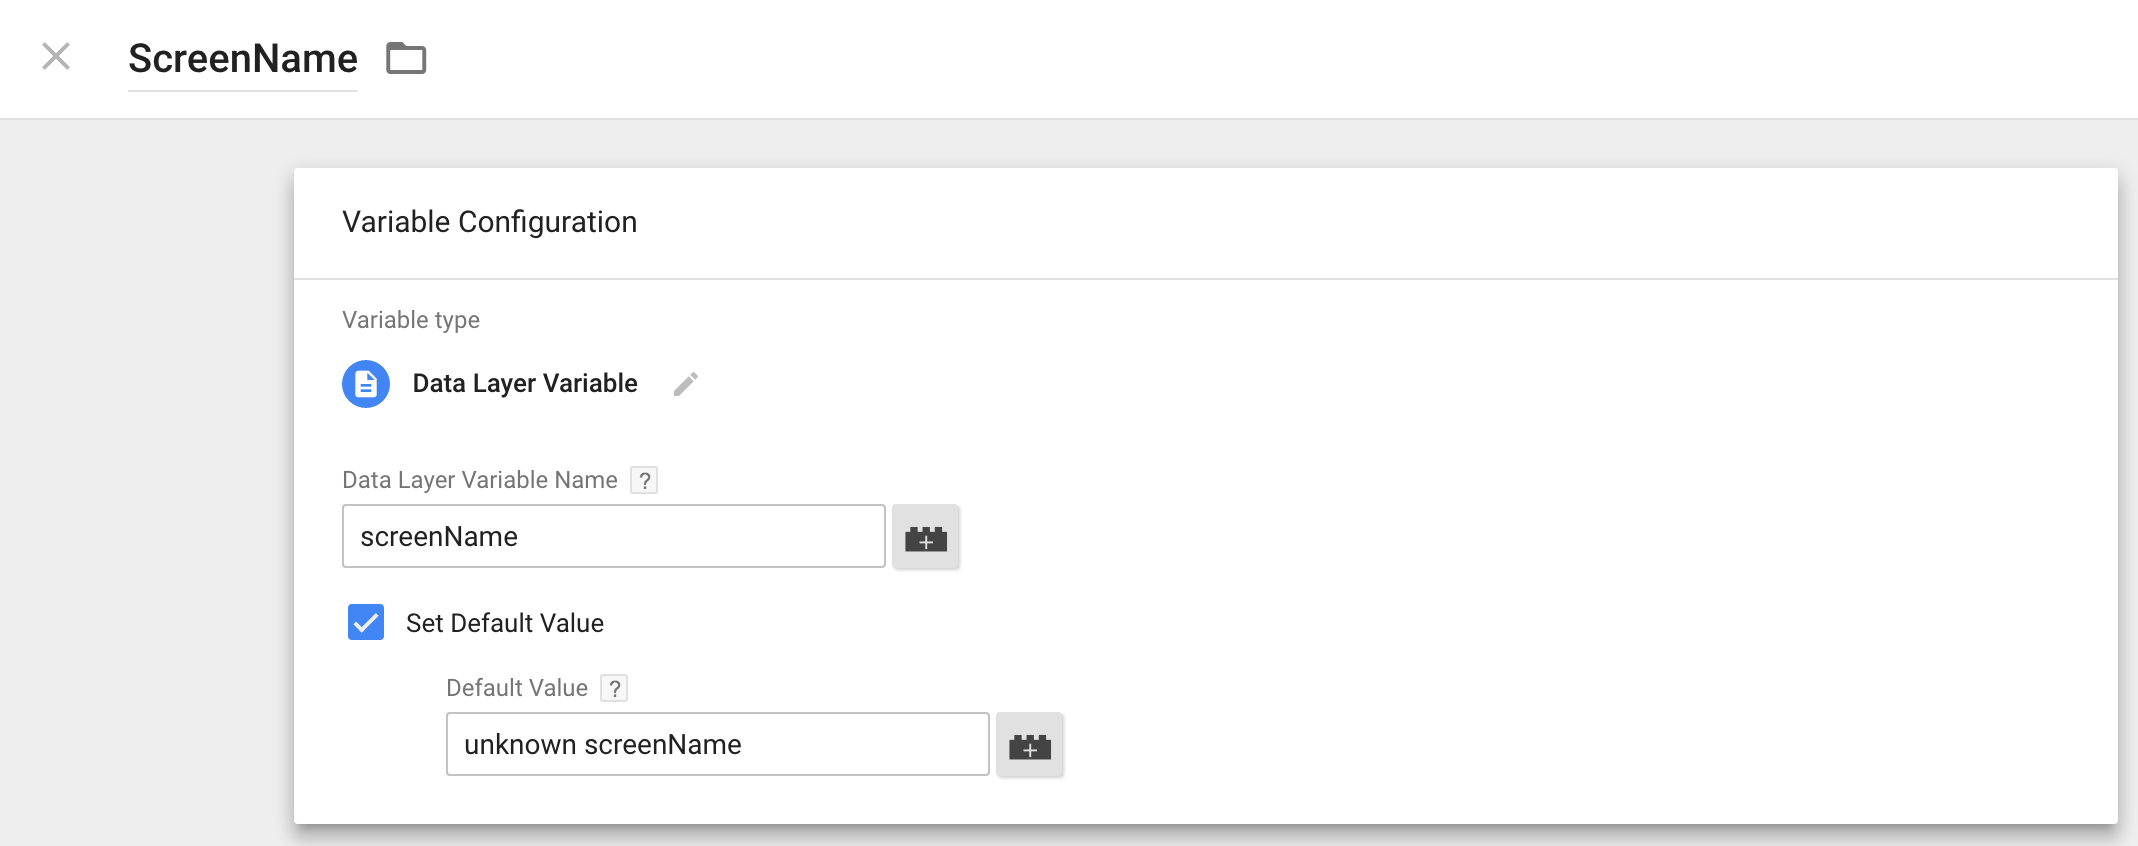 ScreenName
Variable Configuration
Variable type
Data Layer Variable
Data Layer Variable Name ?
screenName
Set Default Value
Default Value ?
unknown screenName